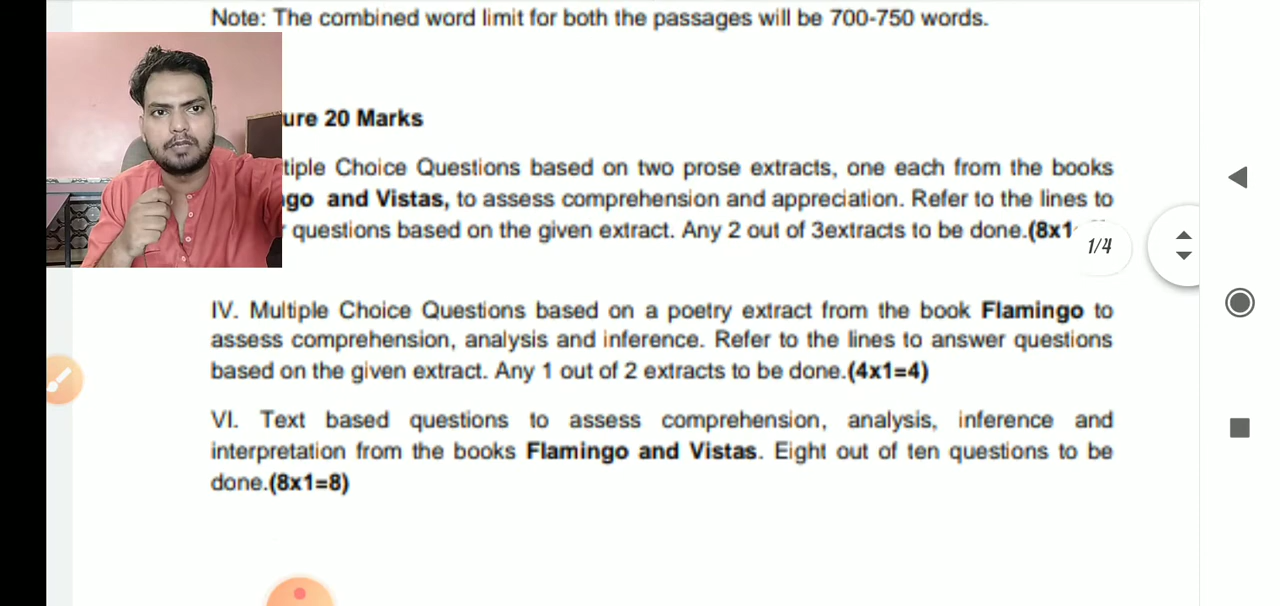 Note: The combined word limit for both the passages will be 700-750 words.
ure 20 Marks
tiple Choice Questions based on two prose extracts, one each from the books
go and Vistas, to assess comprehension and appreciation. Refer to the lines to
questions based on the given extract. Any 2 out of 3extracts to be done.(8x1
1/4
IV. Multiple Choice Questions based on a poetry extract from the book Flamingo to
assess comprehension, analysis and inference. Refer to the lines to answer questions
based on the given extract. Any 1 out of 2 extracts to be done.(4x1=4)
VI. Text based questions to assess comprehension, analysis, inference and
interpretation from the books Flamingo and Vistas. Eight out of ten questions to be
done.(8x1=8)